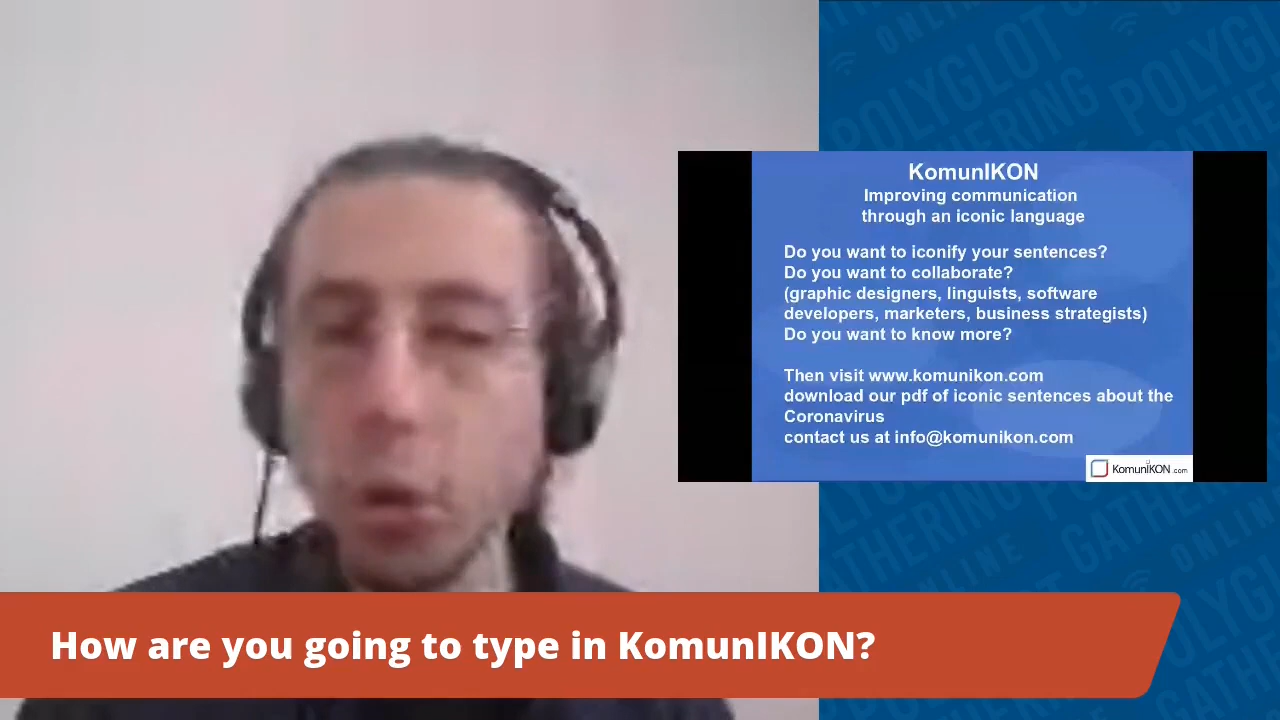 KomunIKON
Improving communication
through an iconic language
Do you want to iconify your sentences?
Do you want to collaborate?
(graphic designers, linguists, software
developers, marketers, business strategists)
Do you want to know more?
Then visit www.komunikon.com
download our pdf of iconic sentences about the
Coronavirus
contact us at info@komunikon.com
KomunIKON.com
How are you going to type in KomunIKON?
POLYGLOT
GATHERING
ONLINE